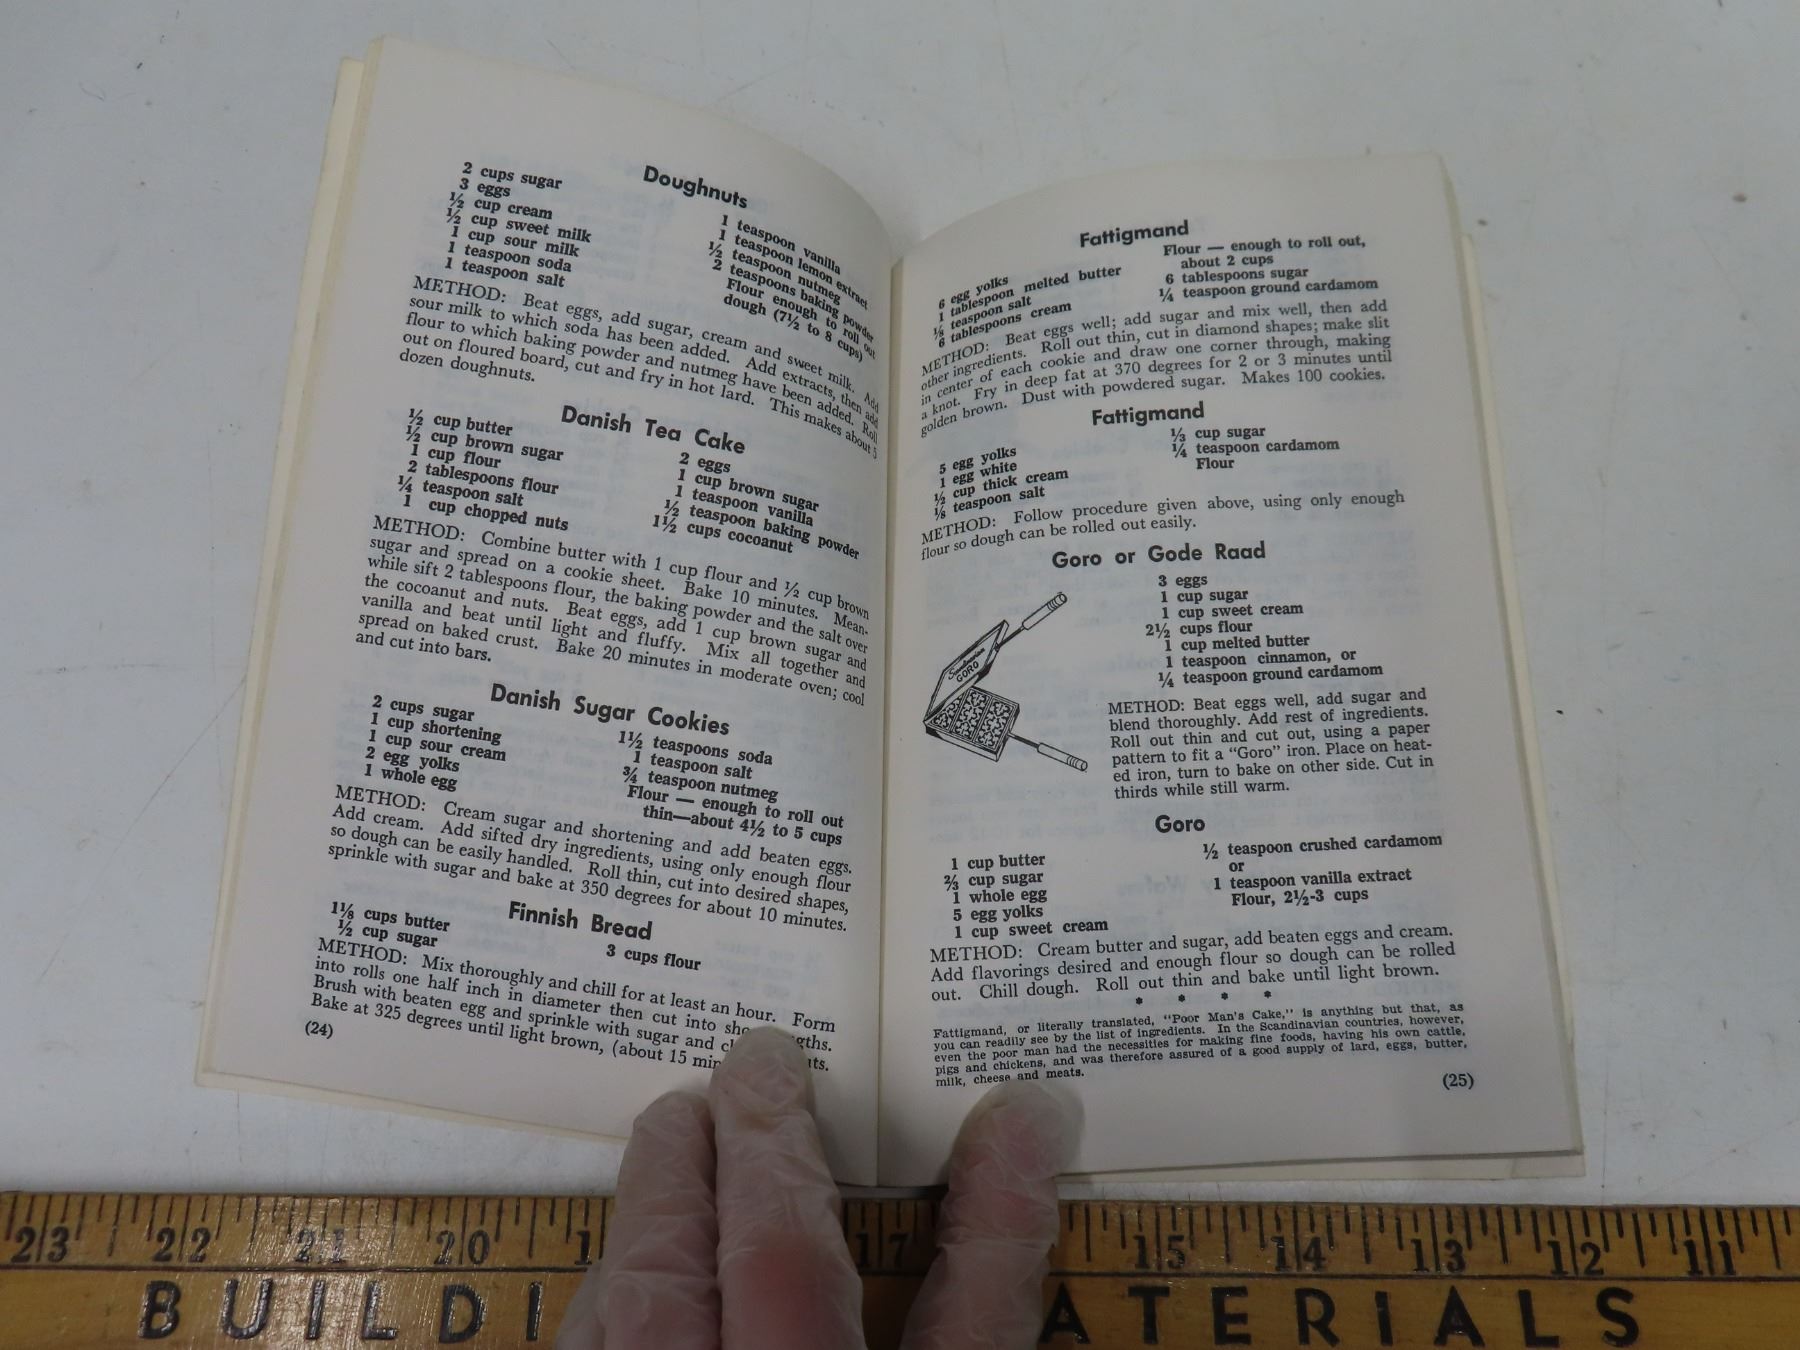 Doughnuts
2 cups sugar
3 eggs
½ cup cream
½ cup sweet milk
1 cup sour milk
1 teaspoon soda
1 teaspoon salt
1 teaspoon vanilla
1 teaspoon lemon extract
½ teaspoon nutmeg
2 teaspoons baking powder
Flour enough to roll out
dough (7½ to 8 cups)
METHOD: Beat eggs, add sugar, cream and sweet milk. Add
sour milk to which soda has been added. Add extracts, then add
flour to which baking powder and nutmeg have been added. Roll
out on floured board, cut and fry in hot lard. This makes about 5
dozen doughnuts.
Danish Tea Cake
½ cup butter
½ cup brown sugar
1 cup flour
2 tablespoons flour
¼ teaspoon salt
1 cup chopped nuts
2 eggs
1 cup brown sugar
1 teaspoon vanilla
½ teaspoon baking powder
1½ cups cocoanut
METHOD: Combine butter with 1 cup flour and ½ cup brown
sugar and spread on a cookie sheet. Bake 10 minutes. Mean-
while sift 2 tablespoons flour, the baking powder and the salt over
the cocoanut and nuts. Beat eggs, add 1 cup brown sugar and
vanilla and beat until light and fluffy. Mix all together and
spread on baked crust. Bake 20 minutes in moderate oven; cool
and cut into bars.
Danish Sugar Cookies
2 cups sugar
1 cup shortening
1 cup sour cream
2 egg yolks
1 whole egg
1½ teaspoons soda
1 teaspoon salt
¾ teaspoon nutmeg
Flour — enough to roll out
thin—about 4½ to 5 cups
METHOD: Cream sugar and shortening and add beaten eggs.
Add cream. Add sifted dry ingredients, using only enough flour
so dough can be easily handled. Roll thin, cut into desired shapes,
sprinkle with sugar and bake at 350 degrees for about 10 minutes.
Finnish Bread
1⅛ cups butter
½ cup sugar
3 cups flour
METHOD: Mix thoroughly and chill for at least an hour. Form
into rolls one half inch in diameter then cut into
Brush with beaten egg and sprinkle with sugar and
Bake at 325 degrees until light brown, (about 15
(24)
Fattigmand
6 egg yolks
1 tablespoon melted butter
⅛ teaspoon salt
6 tablespoons cream
Flour — enough to roll out,
about 2 cups
6 tablespoons sugar
¼ teaspoon ground cardamom
METHOD: Beat eggs well; add sugar and mix well, then add
other ingredients. Roll out thin, cut in diamond shapes; make slit
in center of each cookie and draw one corner through, making
a knot. Fry in deep fat at 370 degrees for 2 or 3 minutes until
golden brown. Dust with powdered sugar. Makes 100 cookies.
Fattigmand
5 egg yolks
1 egg white
½ cup thick cream
⅛ teaspoon salt
⅓ cup sugar
¼ teaspoon cardamom
Flour
METHOD: Follow procedure given above, using only enough
flour so dough can be rolled out easily.
Goro or Gode Raad
3 eggs
1 cup sugar
1 cup sweet cream
2½ cups flour
1 cup melted butter
1 teaspoon cinnamon, or
¼ teaspoon ground cardamom
Scandinavian
GORO
METHOD: Beat eggs well, add sugar and
blend thoroughly. Add rest of ingredients.
Roll out thin and cut out, using a paper
pattern to fit a "Goro" iron. Place on heat-
ed iron, turn to bake on other side. Cut in
thirds while still warm.
Goro
1 cup butter
⅔ cup sugar
1 whole egg
5 egg yolks
1 cup sweet cream
½ teaspoon crushed cardamom
or
1 teaspoon vanilla extract
Flour, 2½-3 cups
METHOD: Cream butter and sugar, add beaten eggs and cream.
Add flavorings desired and enough flour so dough can be rolled
out. Chill dough. Roll out thin and bake until light brown.
* * * *
Fattigmand, or literally translated, "Poor Man's Cake," is anything but that, as
you can readily see by the list of ingredients. In the Scandinavian countries, however,
even the poor man had the necessities for making fine foods, having his own cattle,
pigs and chickens, and was therefore assured of a good supply of lard, eggs, butter,
milk, cheese and meats.
(25)
23 22 21 20 17 15 14 13 12 11
BUILDI ATERIALS